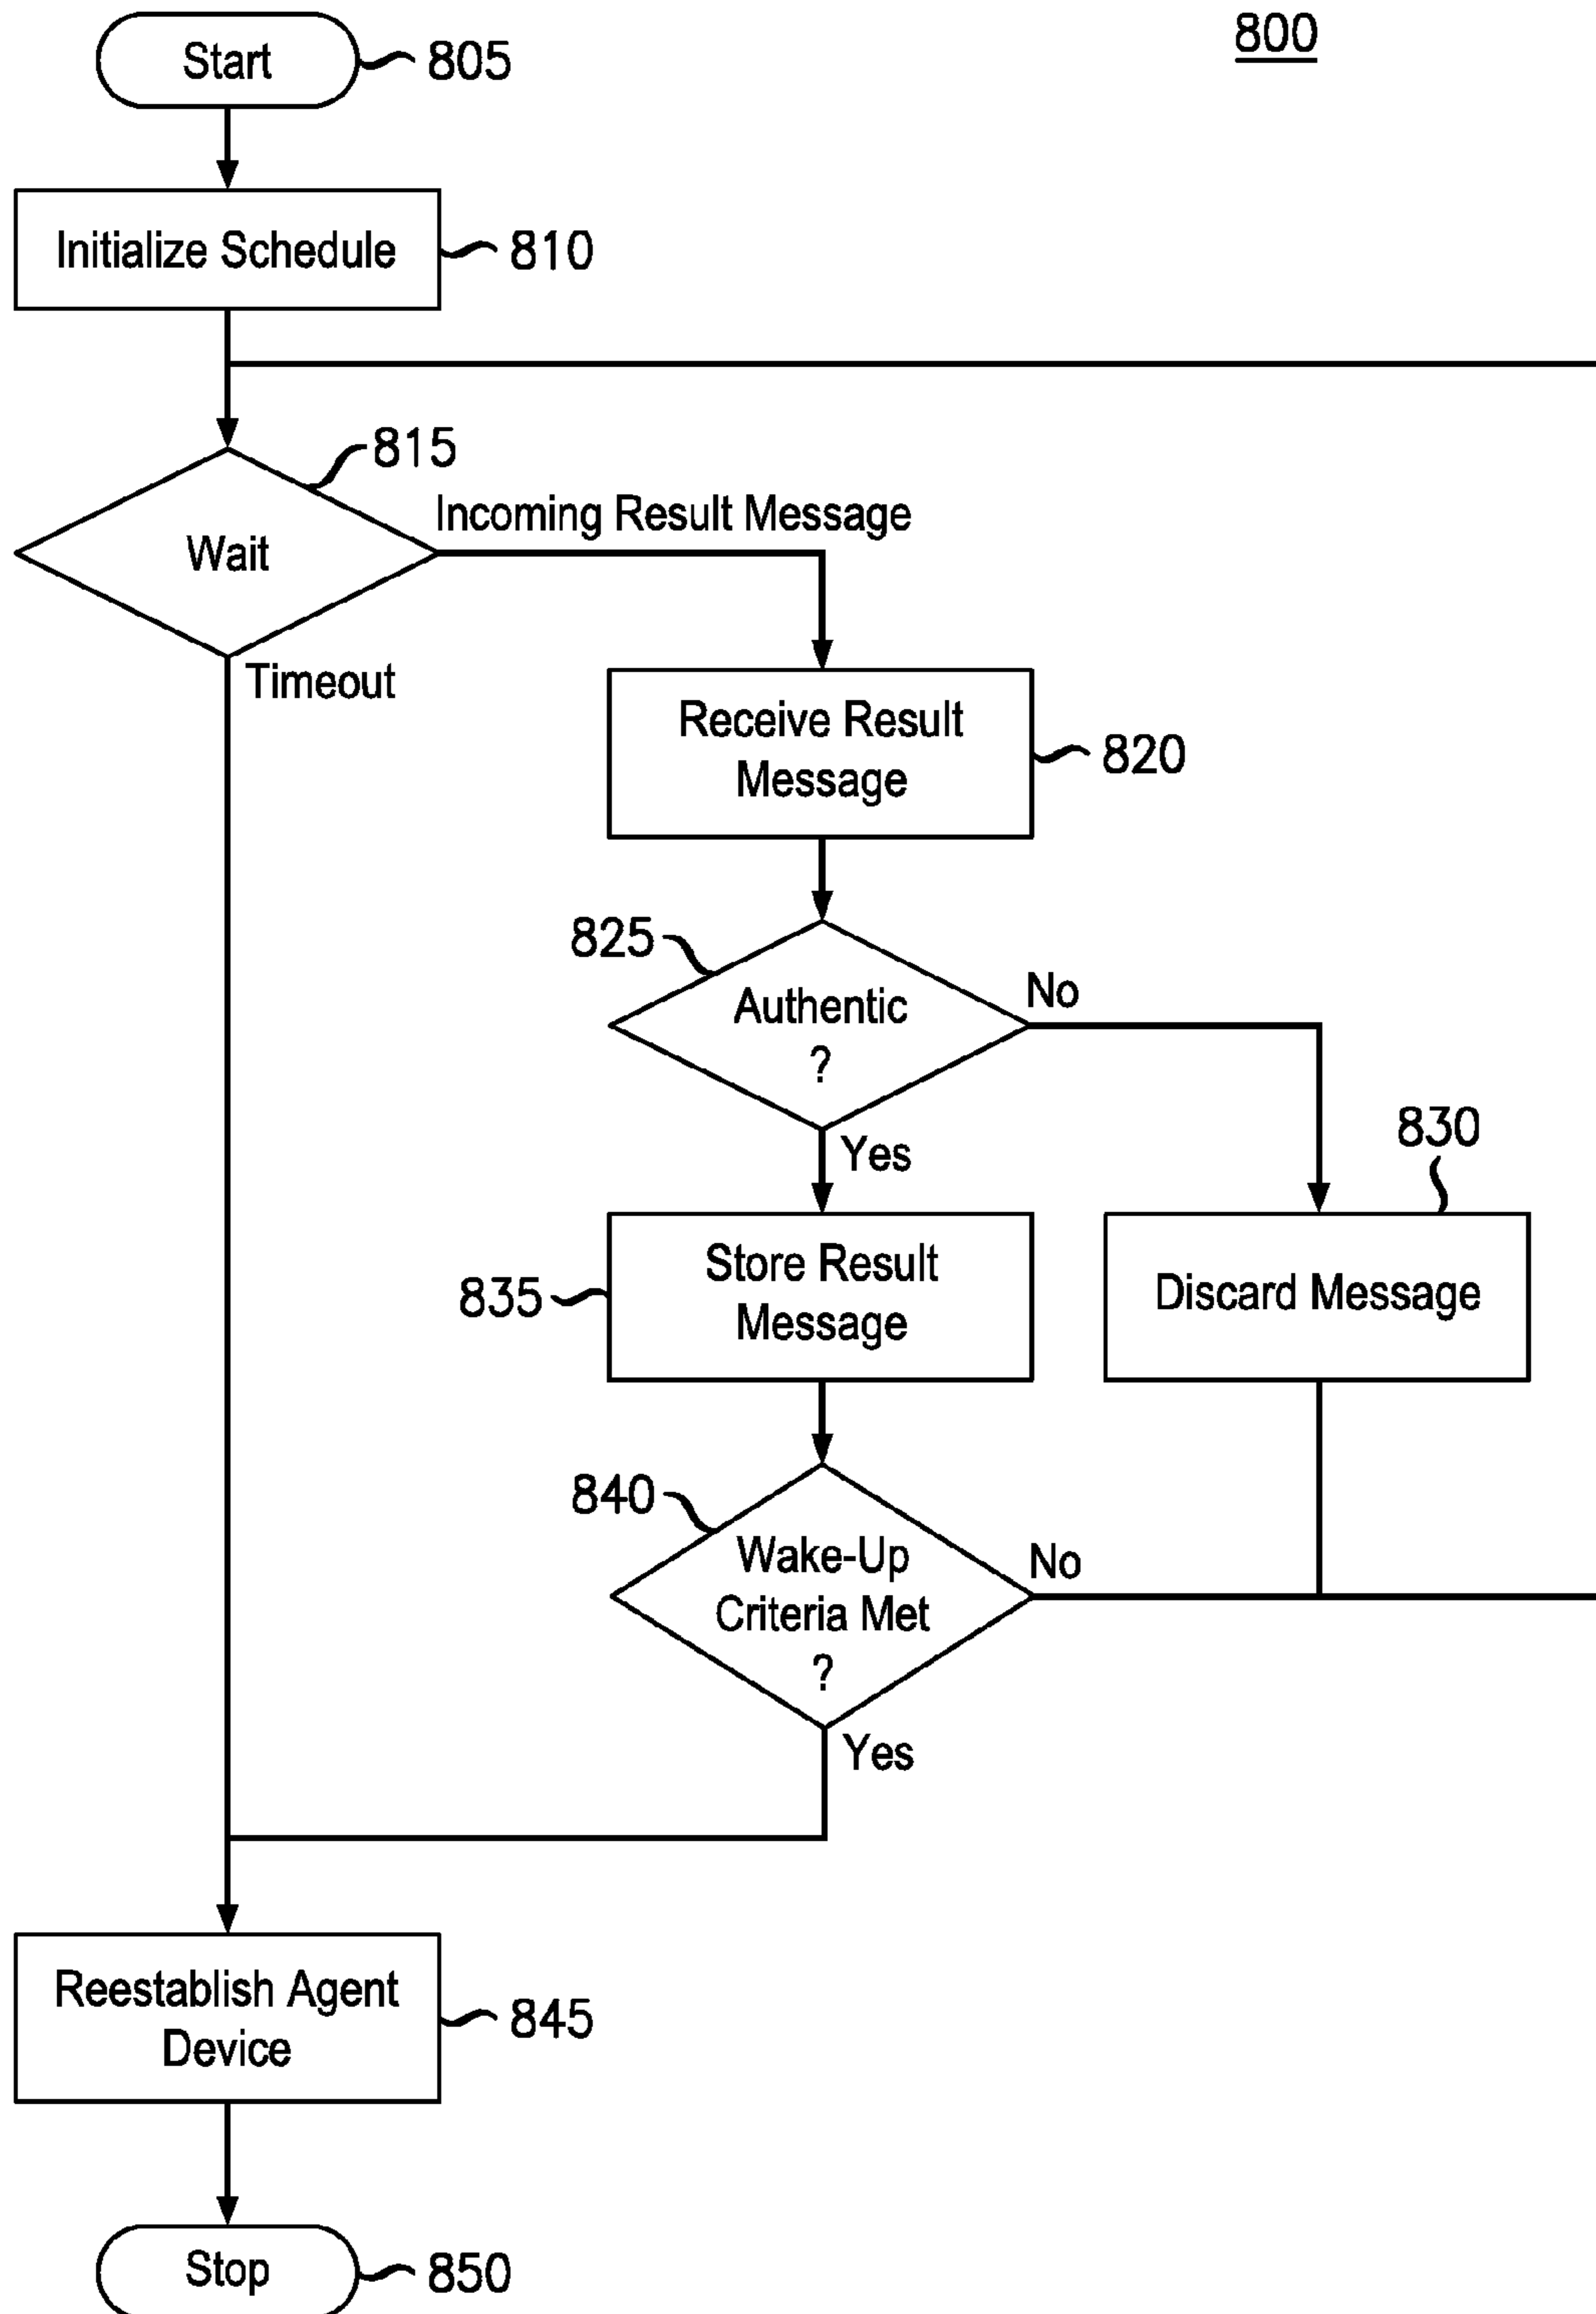 800
Start
805
Initialize Schedule
810
815
Wait
Incoming Result Message
Timeout
Receive Result
Message
820
825
Authentic
?
No
Yes
830
Store Result
Message
835
Discard Message
840
Wake-Up
Criteria Met
?
No
Yes
Reestablish Agent
Device
845
Stop
850